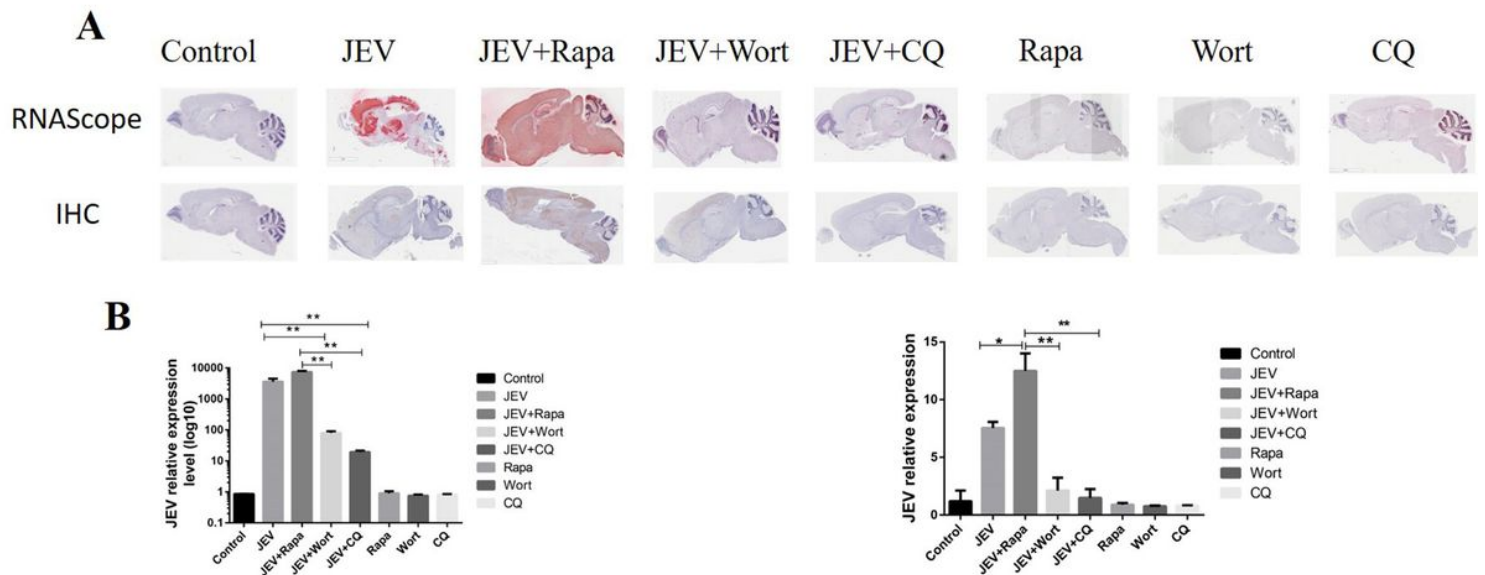 A
Control JEV JEV+Rapa JEV+Wort JEV+CQ Rapa Wort CQ
RNAScope
IHC
B
** 
**
**
**
JEV relative expression
level (log10)
10000
1000
100
10
1
0.1
Control JEV JEV+Rapa JEV+Wort JEV+CQ Rapa Wort CQ
Control
JEV
JEV+Rapa
JEV+Wort
JEV+CQ
Rapa
Wort
CQ
**
* **
JEV relative expression
15
10
5
0
Control JEV JEV+Rapa JEV+Wort JEV+CQ Rapa Wort CQ
Control
JEV
JEV+Rapa
JEV+Wort
JEV+CQ
Rapa
Wort
CQ